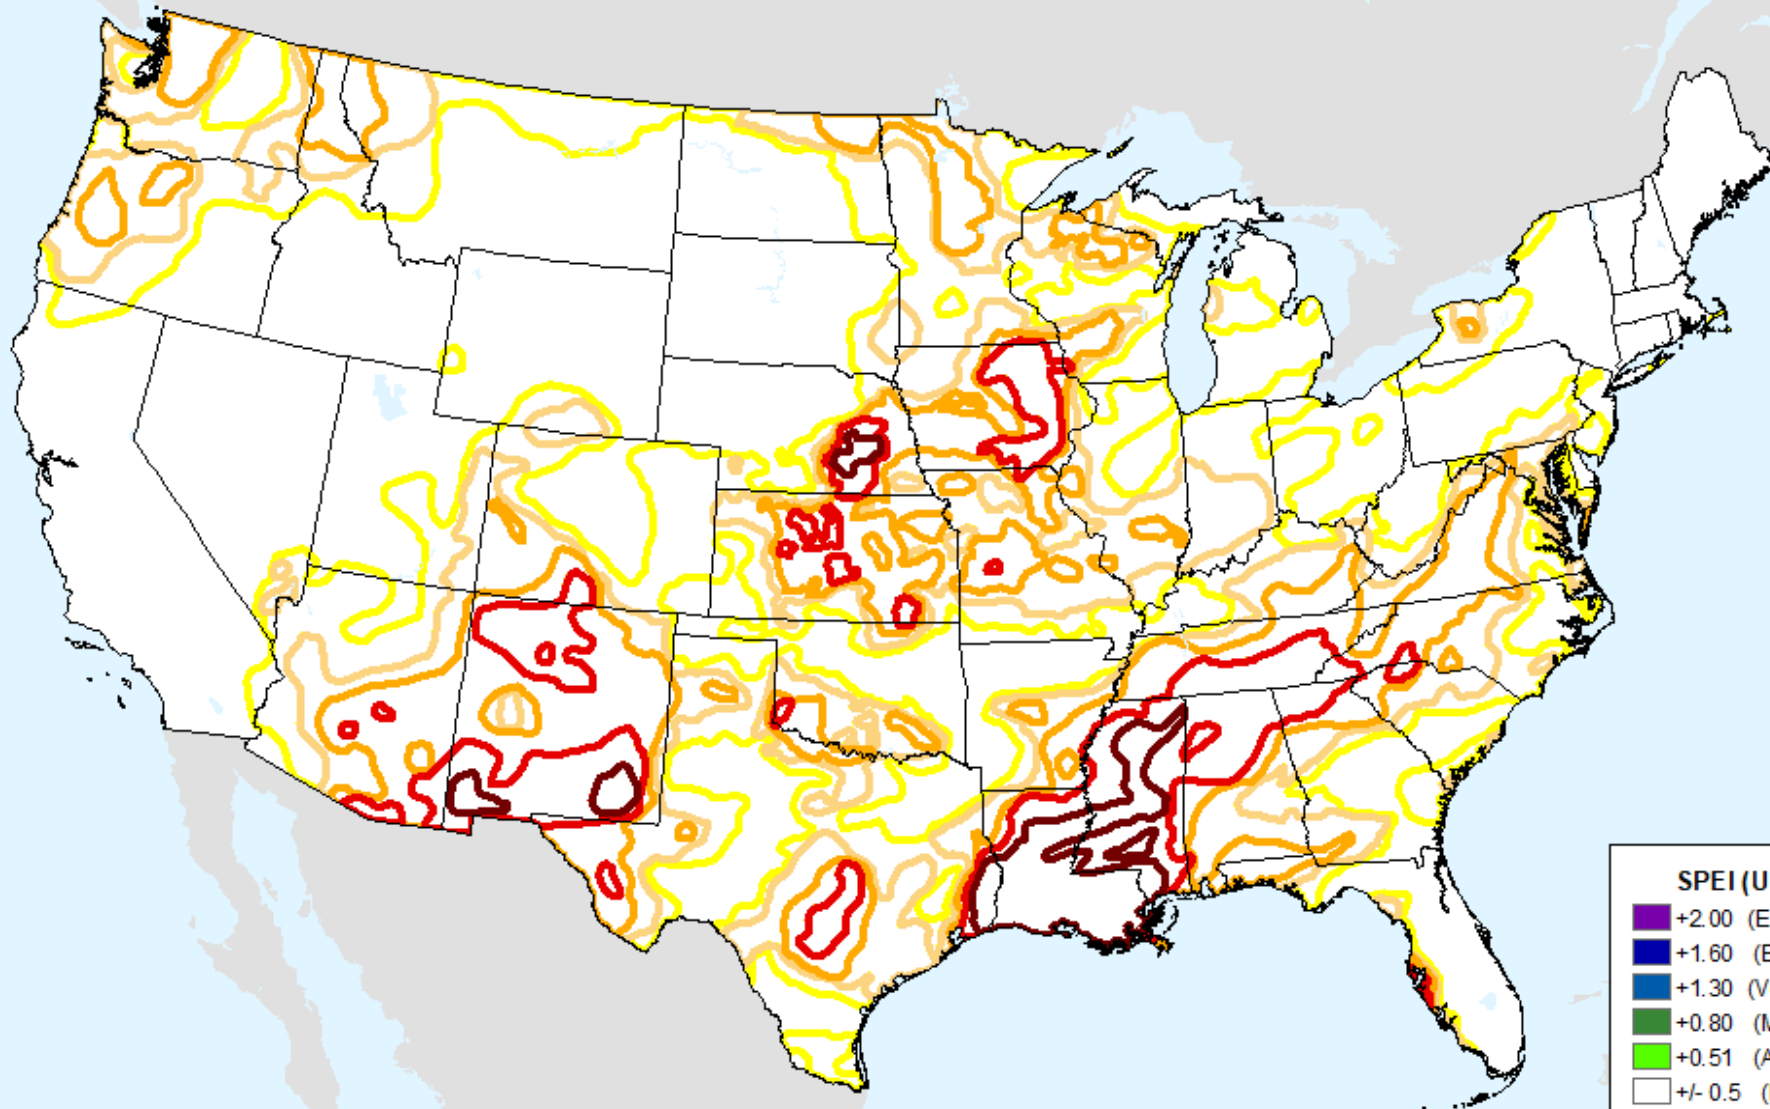 SPEI (U
+2.00 (E
+1.60 (E
+1.30 (V
+0.80 (M
+0.51 (A
+/- 0.5 (